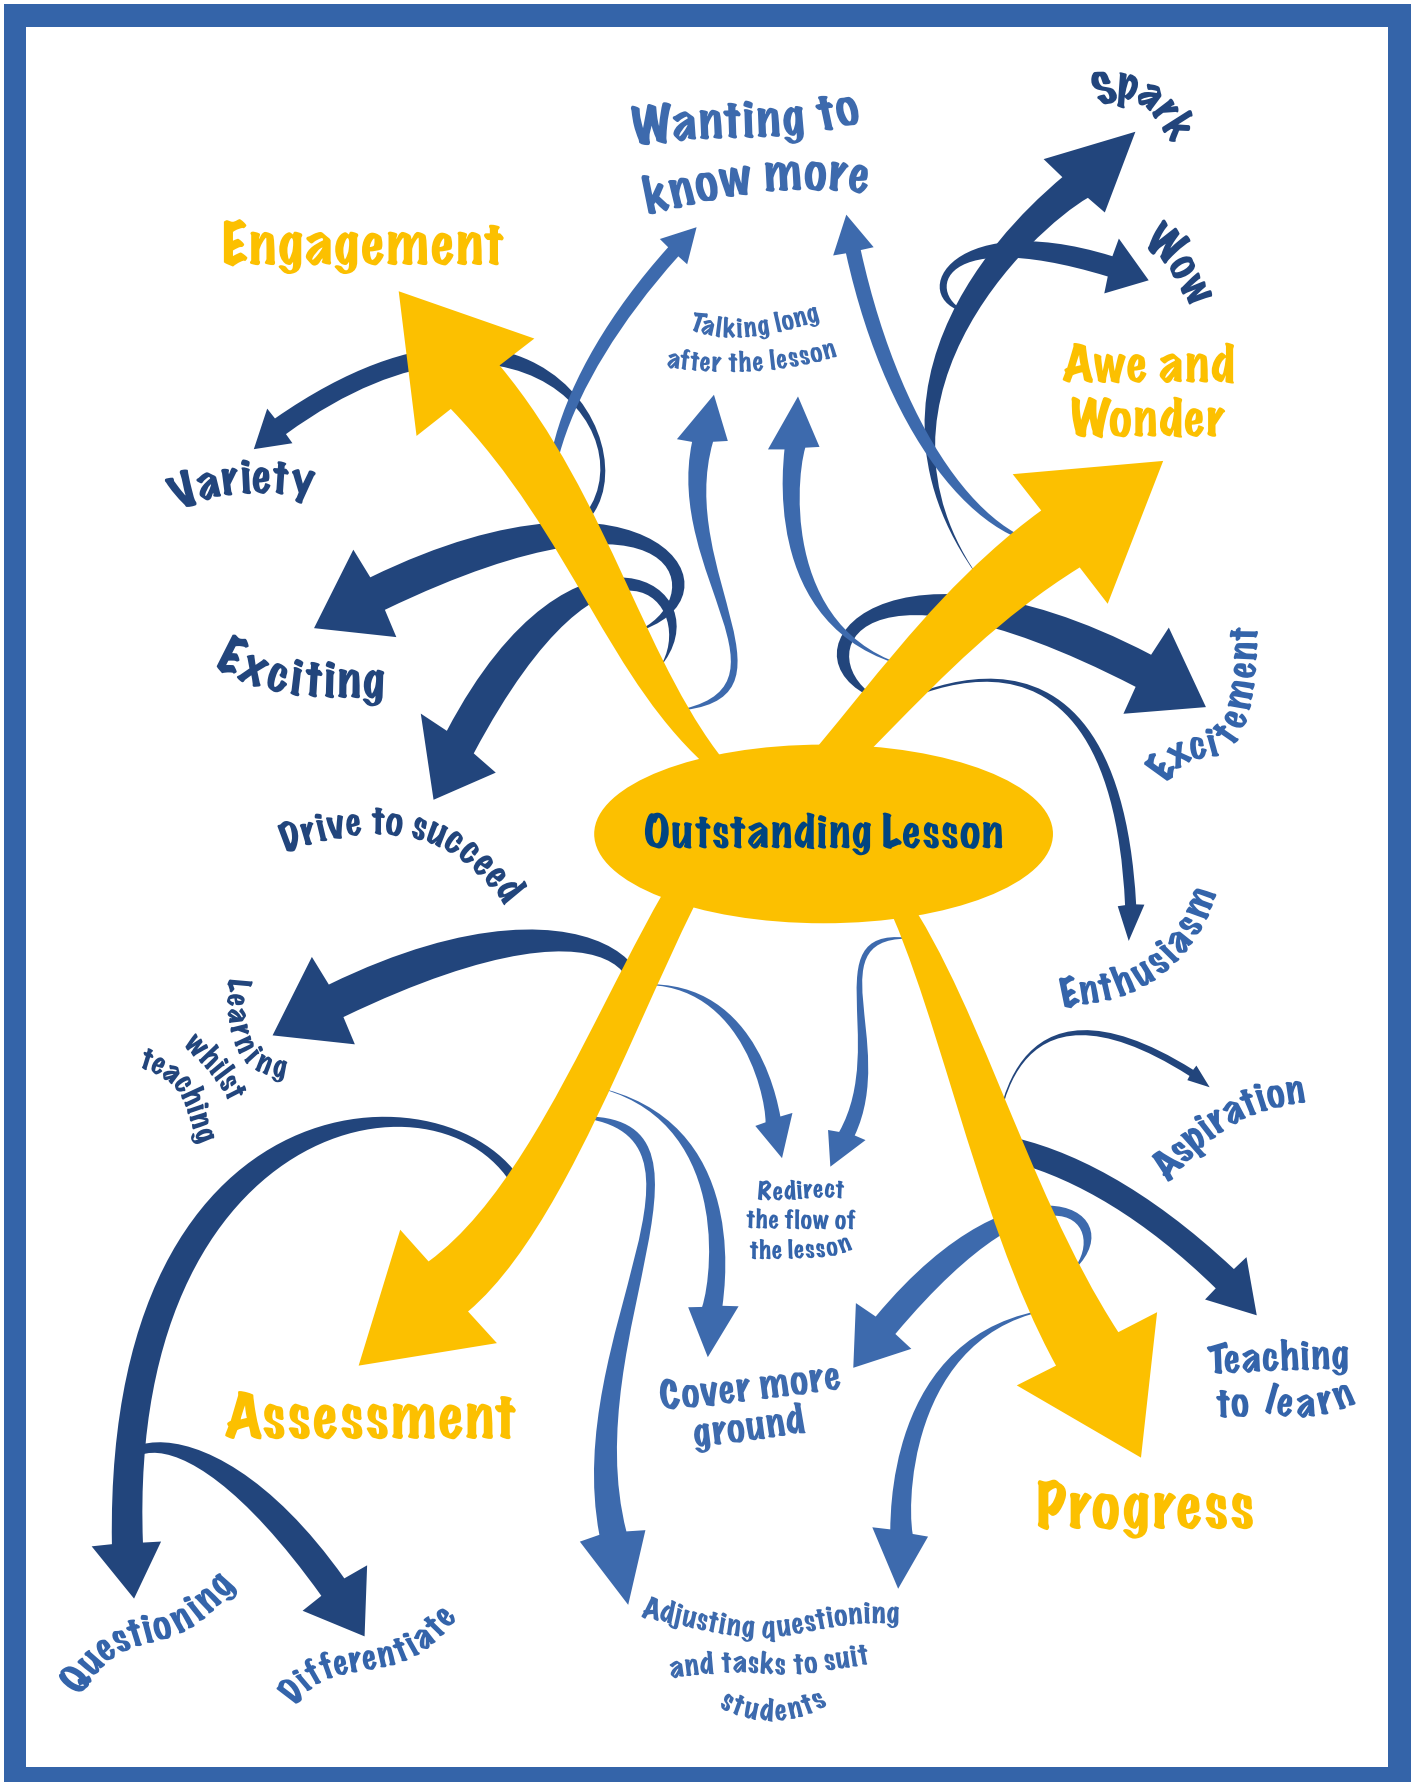 Spark
Wanting to
know more
Wow
Engagement
Talking long
after the lesson
Awe and
Wonder
Variety
Exciting
Excitement
Drive to succeed
Outstanding Lesson
Enthusiasm
Learning
whilst
teaching
Aspiration
Redirect
the flow of
the lesson
Teaching
to learn
Cover more
ground
Assessment
Progress
Questioning
Differentiate
Adjusting questioning
and tasks to suit
students